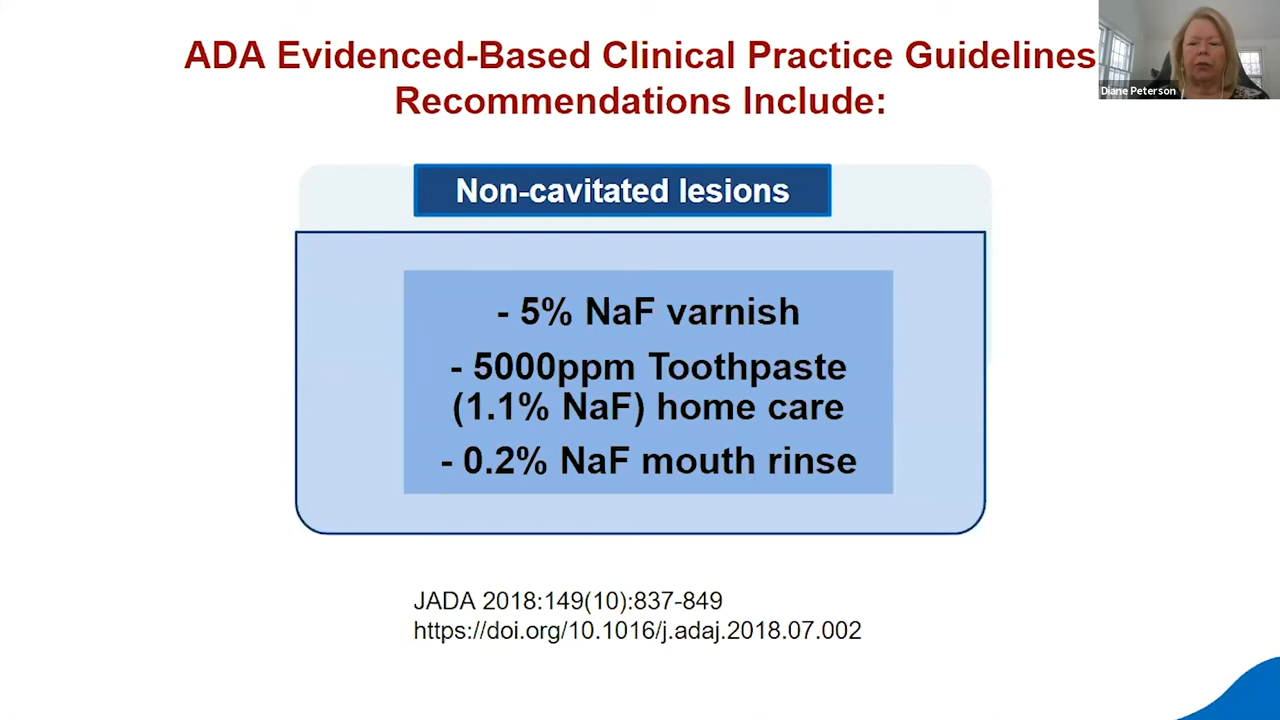 ADA Evidenced-Based Clinical Practice Guidelines
Recommendations Include:
Diane Peterson
Non-cavitated lesions
- 5% NaF varnish
- 5000ppm Toothpaste
(1.1% NaF) home care
- 0.2% NaF mouth rinse
JADA 2018:149(10):837-849
https://doi.org/10.1016/j.adaj.2018.07.002